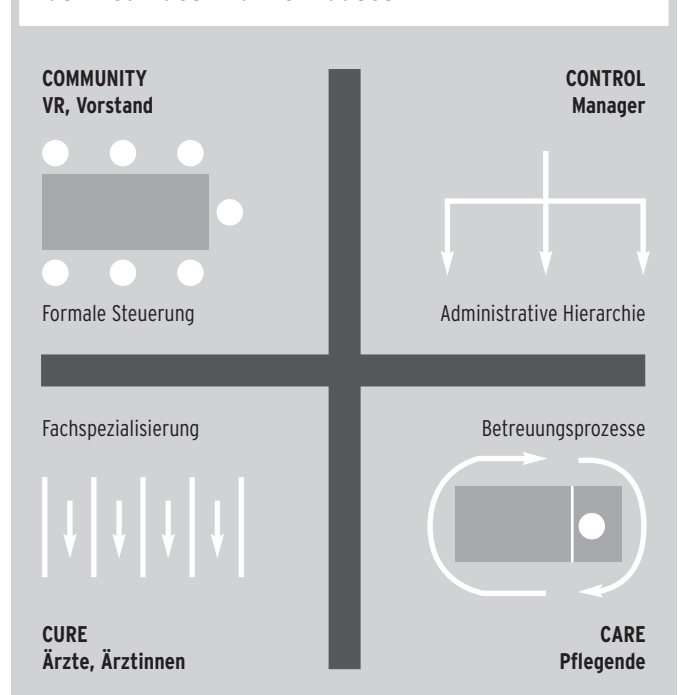 COMMUNITY
VR, Vorstand
CONTROL
Manager
Formale Steuerung
Administrative Hierarchie
Fachspezialisierung
Betreuungsprozesse
CURE
Ärzte, Ärztinnen
CARE
Pflegende